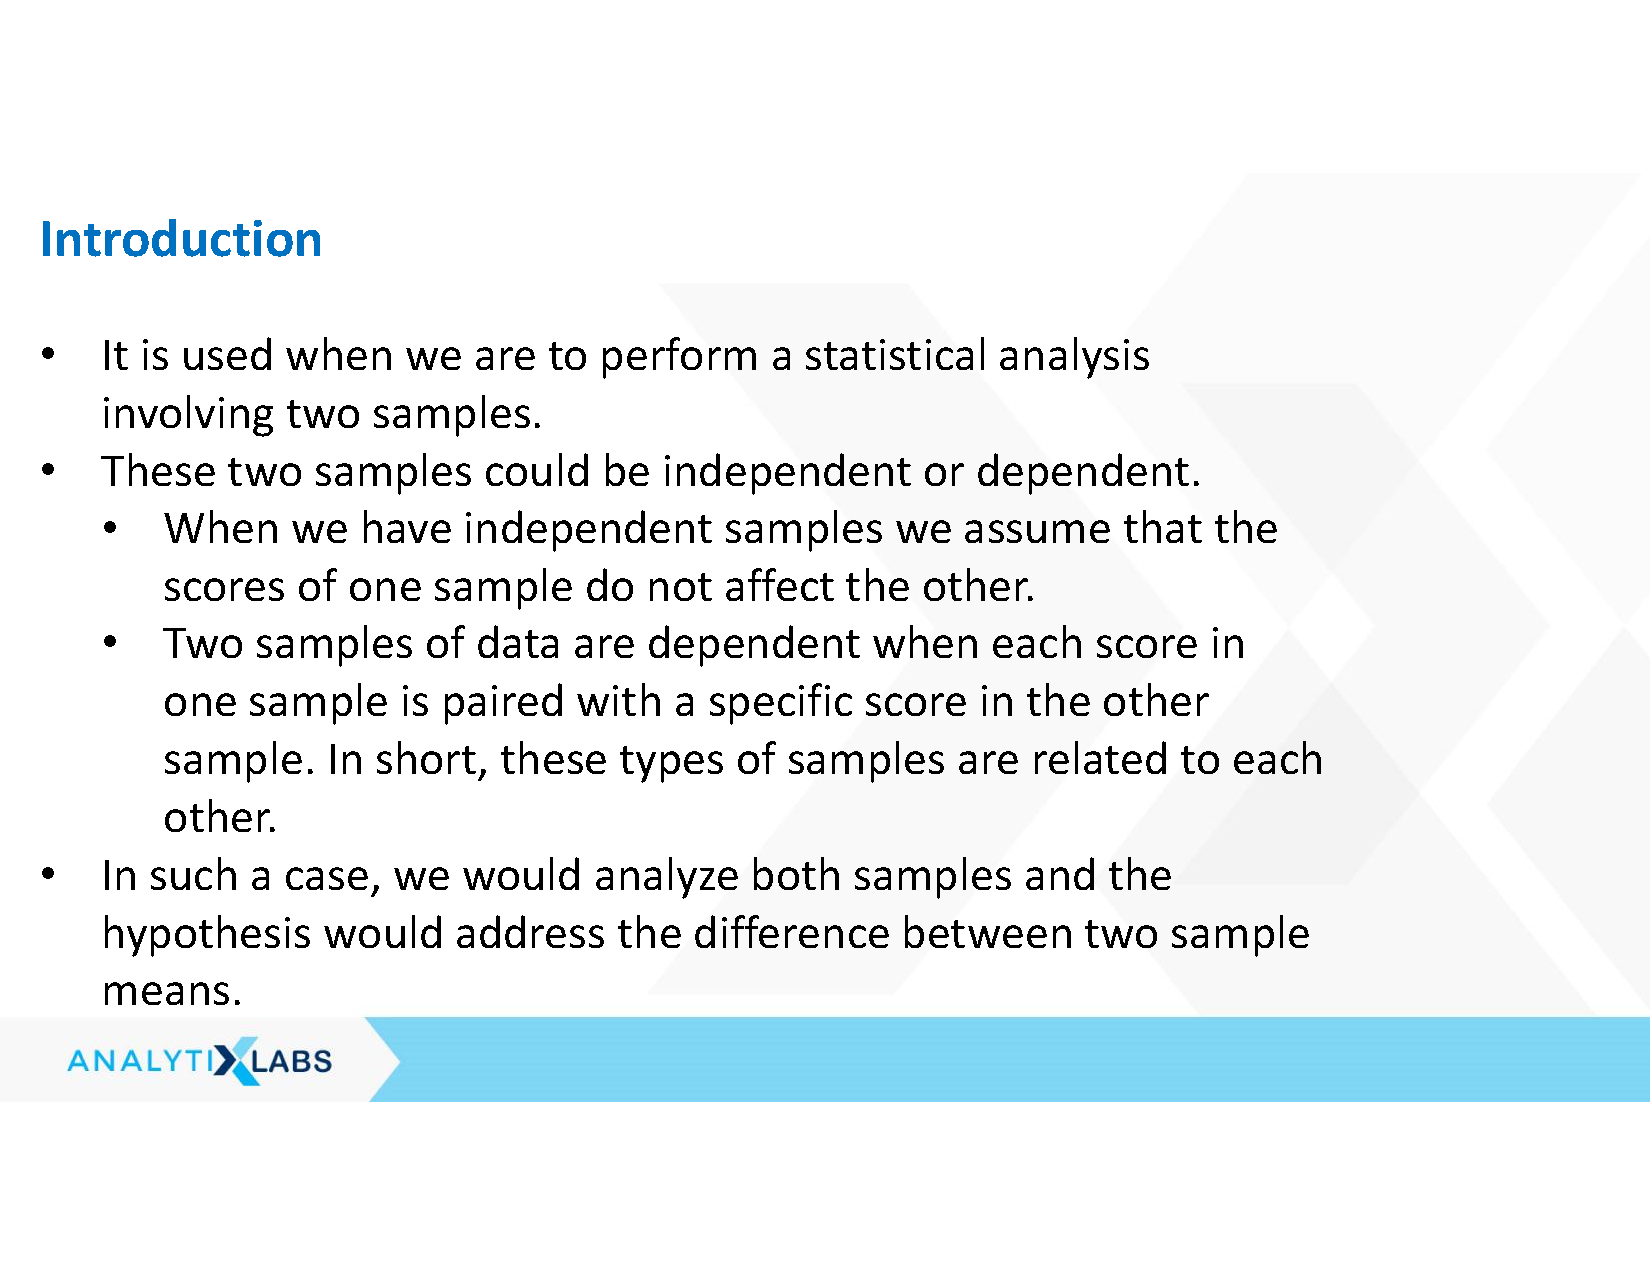 Introduction
• It is used when we are to perform a statistical analysis
involving two samples.
• These two samples could be independent or dependent.
• When we have independent samples we assume that the
scores of one sample do not affect the other.
• Two samples of data are dependent when each score in
one sample is paired with a specific score in the other
sample. In short, these types of samples are related to each
other.
• In such a case, we would analyze both samples and the
hypothesis would address the difference between two sample
means.
ANALYTIXLABS